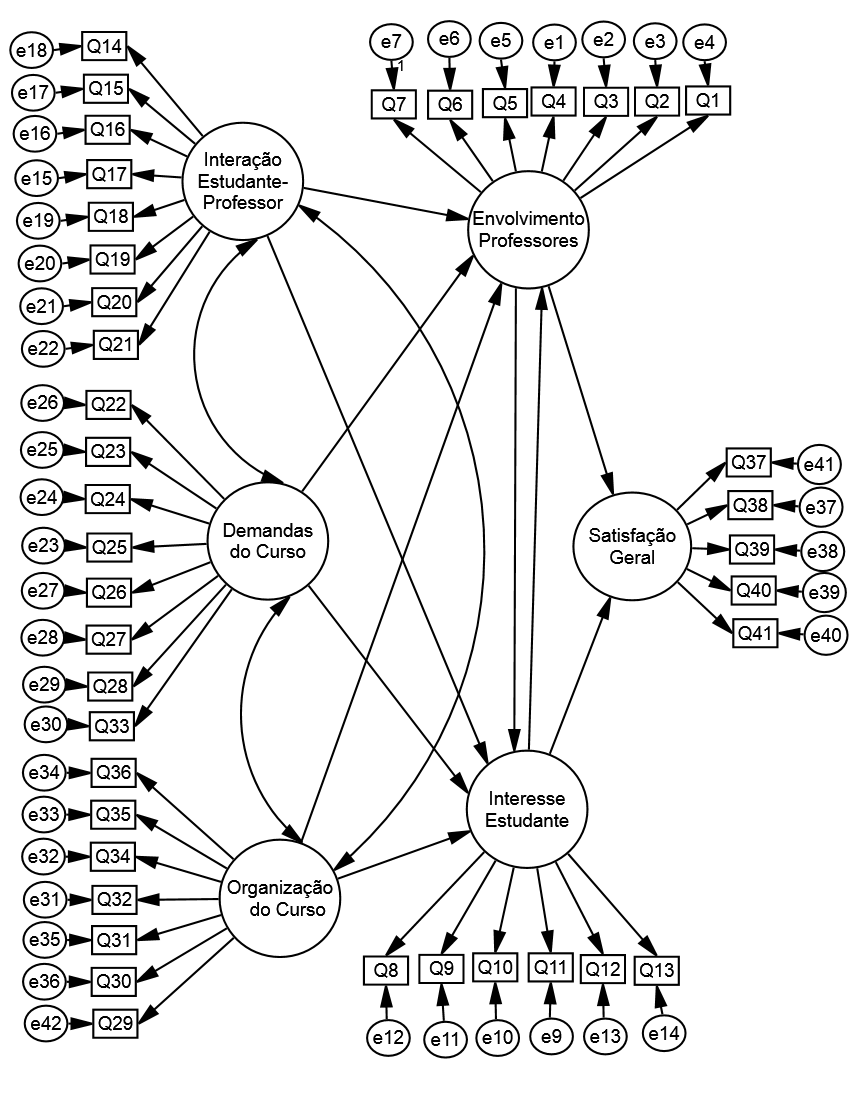 e7 e6 e5 e1 e2 e3 e4
1
Q7 Q6 Q5 Q4 Q3 Q2 Q1
e18 Q14
e17 Q15
e16 Q16
e15 Q17
e19 Q18
e20 Q19
e21 Q20
e22 Q21
Interação
Estudante-
Professor
Envolvimento
Professores
e26 Q22
e25 Q23
e24 Q24
e23 Q25
e27 Q26
e28 Q27
e29 Q28
e30 Q33
Demandas
do Curso
Satisfação
Geral
Q37 e41
Q38 e37
Q39 e38
Q40 e39
Q41 e40
e34 Q36
e33 Q35
e32 Q34
e31 Q32
e35 Q31
e36 Q30
e42 Q29
Organização
do Curso
Interesse
Estudante
Q8 Q9 Q10 Q11 Q12 Q13
e12 e11 e10 e9 e13 e14